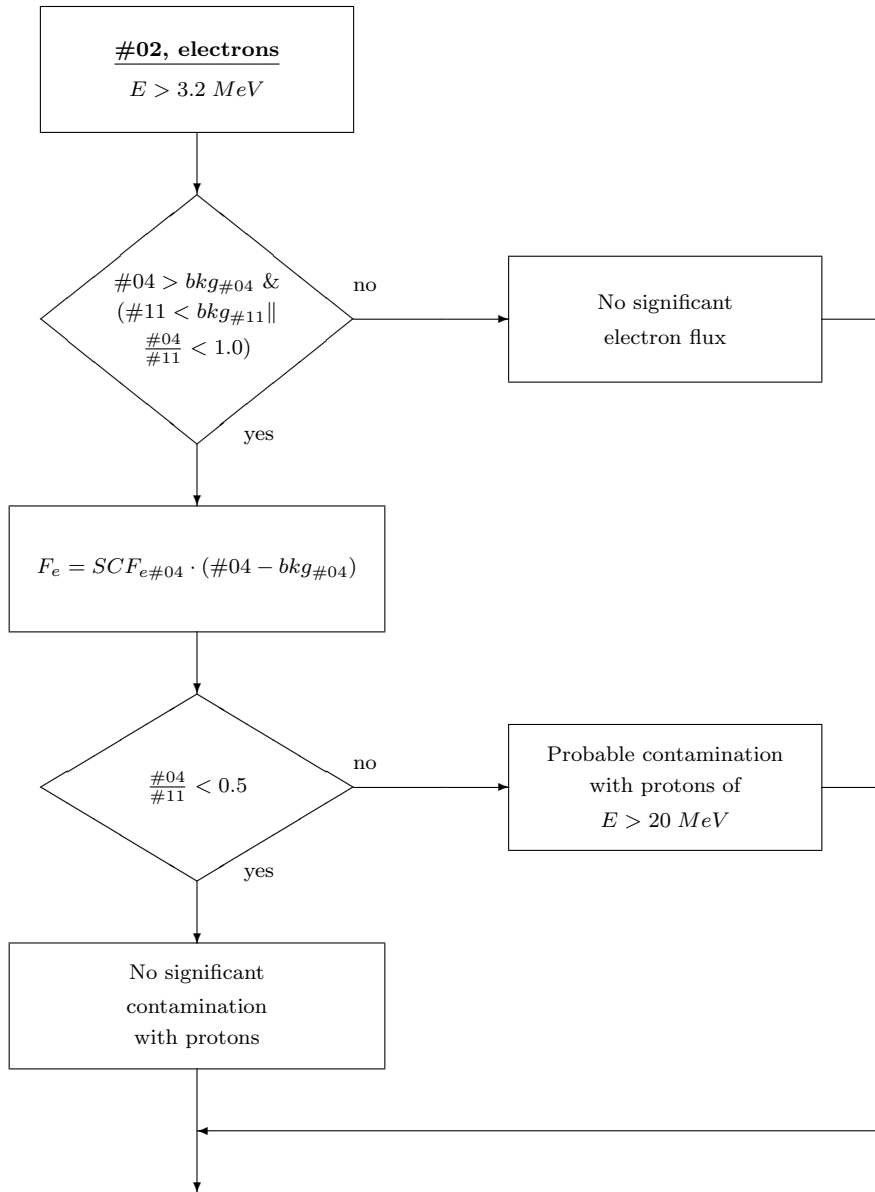 #02, electrons
E > 3.2 MeV
#04 > bkg#04 &
(#11 < bkg#11‖
#04/#11 < 1.0)
no
No significant
electron flux
yes
Fe = SCFe#04 · (#04 − bkg#04)
#04/#11 < 0.5
no
Probable contamination
with protons of
E > 20 MeV
yes
No significant
contamination
with protons